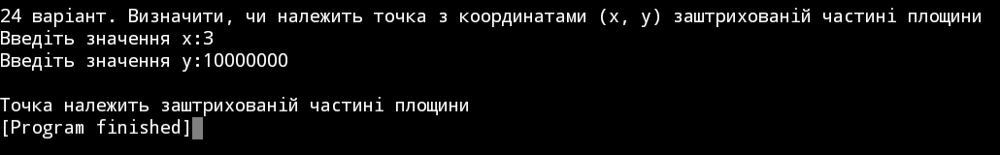 24 варіант. Визначити, чи належить точка з координатами (x, y) заштрихованій частині площини
Введіть значення x:3
Введіть значення y:10000000
Точка належить заштрихованій частині площини
[Program finished]